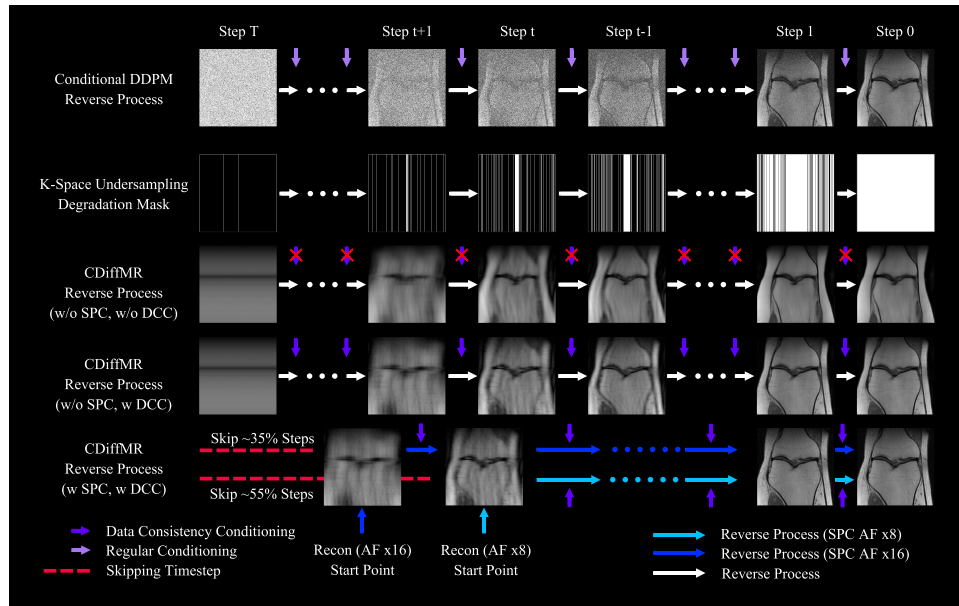 Step T
Step t+1
Step t
Step t-1
Step 1
Step 0
Conditional DDPM
Reverse Process
K-Space Undersampling
Degradation Mask
CDiffMR
Reverse Process
(w/o SPC, w/o DCC)
CDiffMR
Reverse Process
(w/o SPC, w DCC)
CDiffMR
Reverse Process
(w SPC, w DCC)
Skip ~35% Steps
Skip ~55% Steps
Data Consistency Conditioning
Regular Conditioning
Skipping Timestep
Recon (AF x16)
Start Point
Recon (AF x8)
Start Point
Reverse Process (SPC AF x8)
Reverse Process (SPC AF x16)
Reverse Process